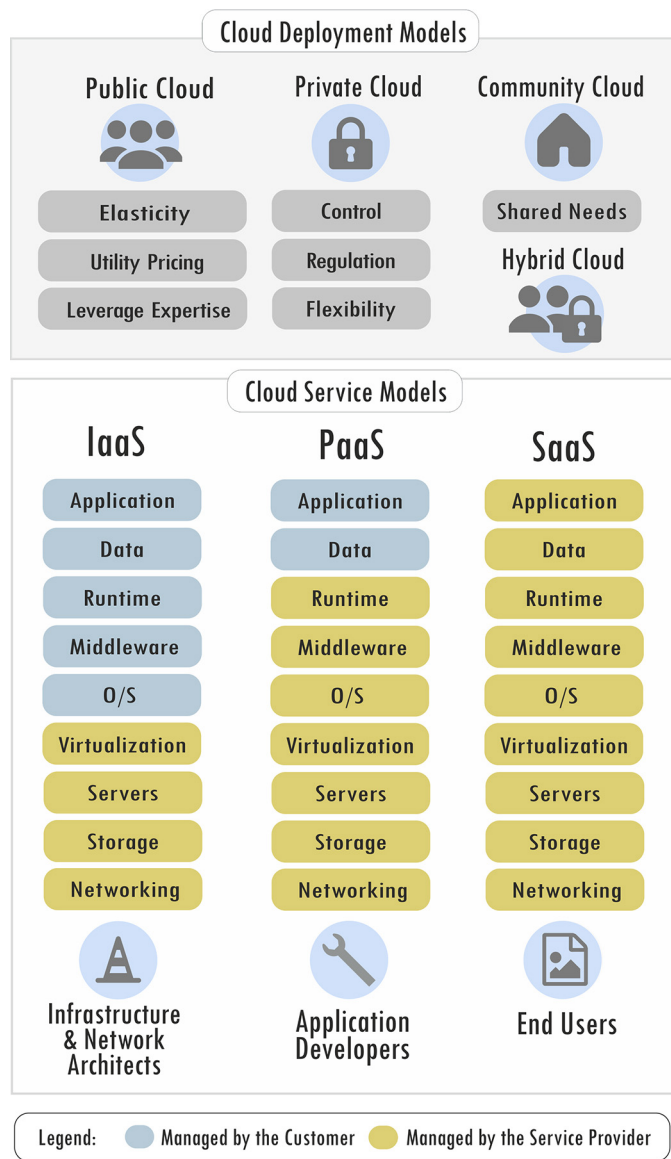 Cloud Deployment Models
Public Cloud
Elasticity
Utility Pricing
Leverage Expertise
Private Cloud
Control
Regulation
Flexibility
Community Cloud
Shared Needs
Hybrid Cloud
Cloud Service Models
IaaS
Application
Data
Runtime
Middleware
O/S
Virtualization
Servers
Storage
Networking
Infrastructure
& Network
Architects
PaaS
Application
Data
Runtime
Middleware
O/S
Virtualization
Servers
Storage
Networking
Application
Developers
SaaS
Application
Data
Runtime
Middleware
O/S
Virtualization
Servers
Storage
Networking
End Users
Legend: Managed by the Customer Managed by the Service Provider